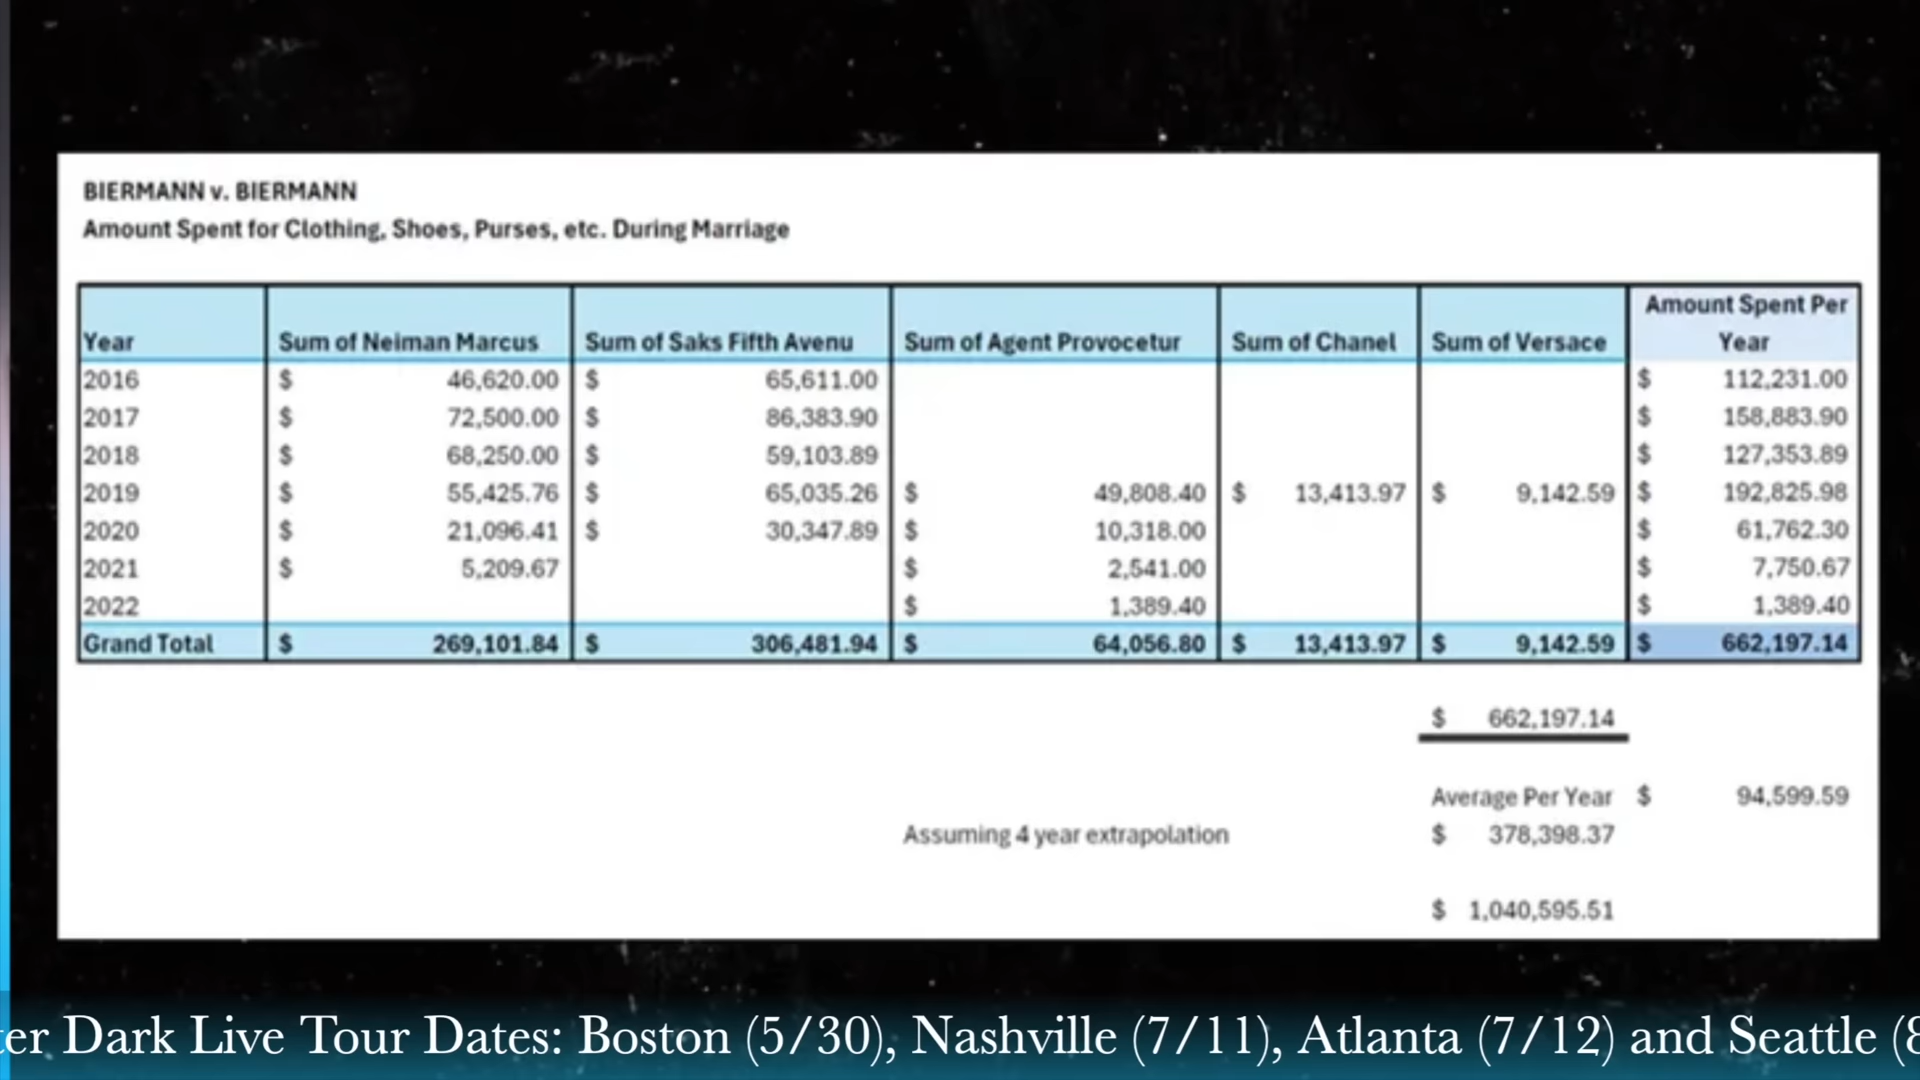 BIERMANN v. BIERMANN
Amount Spent for Clothing, Shoes, Purses, etc. During Marriage
Year Sum of Neiman Marcus Sum of Saks Fifth Avenu Sum of Agent Provocetur Sum of Chanel Sum of Versace Amount Spent Per Year
2016 $ 46,620.00 $ 65,611.00 $ 112,231.00
2017 $ 72,500.00 $ 86,383.90 $ 158,883.90
2018 $ 68,250.00 $ 59,103.89 $ 127,353.89
2019 $ 55,425.76 $ 65,035.26 $ 49,808.40 $ 13,413.97 $ 9,142.59 $ 192,825.98
2020 $ 21,096.41 $ 30,347.89 $ 10,318.00 $ 61,762.30
2021 $ 5,209.67 $ 2,541.00 $ 7,750.67
2022 $ 1,389.40 $ 1,389.40
Grand Total $ 269,101.84 $ 306,481.94 $ 64,056.80 $ 13,413.97 $ 9,142.59 $ 662,197.14
$ 662,197.14
Average Per Year $ 94,599.59
Assuming 4 year extrapolation $ 378,398.37
$ 1,040,595.51
ter Dark Live Tour Dates: Boston (5/30), Nashville (7/11), Atlanta (7/12) and Seattle (8